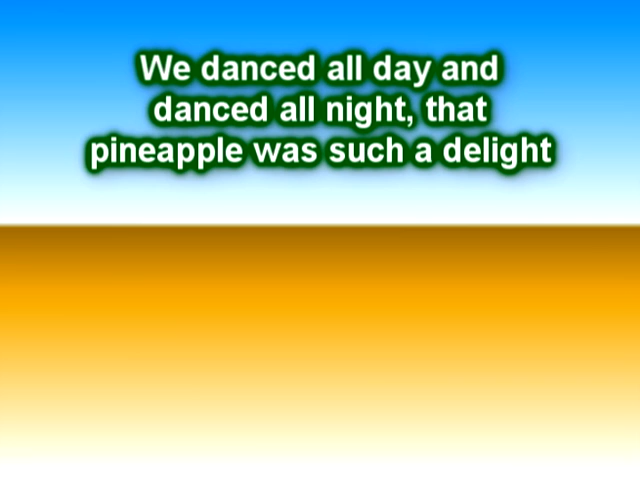 We danced all day and
danced all night, that
pineapple was such a delight